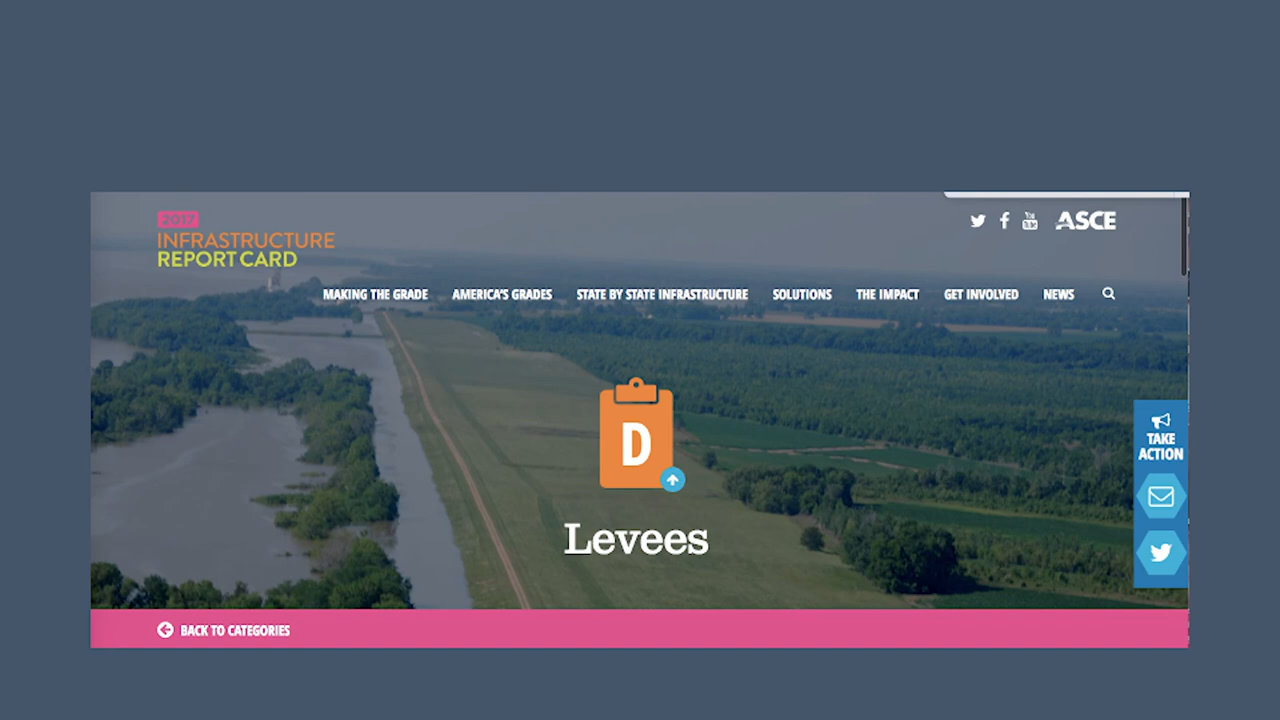 2017
INFRASTRUCTURE
REPORT CARD
ASCE
MAKING THE GRADE AMERICA'S GRADES STATE BY STATE INFRASTRUCTURE SOLUTIONS THE IMPACT GET INVOLVED NEWS
D
Levees
TAKE
ACTION
BACK TO CATEGORIES